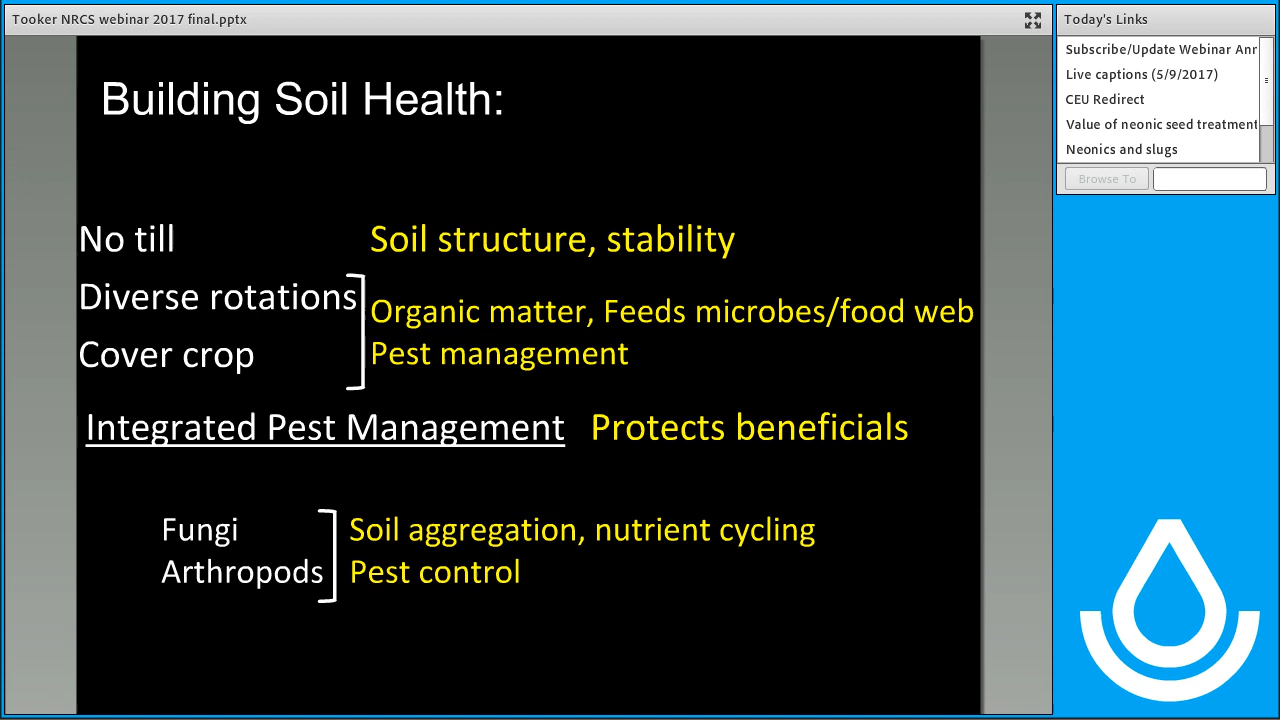 Tooker NRCS webinar 2017 final.pptx
Building Soil Health:
No till Soil structure, stability
Diverse rotations
Organic matter, Feeds microbes/food web
Cover crop
Pest management
Integrated Pest Management Protects beneficials
Fungi Soil aggregation, nutrient cycling
Arthropods Pest control
Today's Links
Subscribe/Update Webinar Anr
Live captions (5/9/2017)
CEU Redirect
Value of neonic seed treatment
Neonics and slugs
Browse To